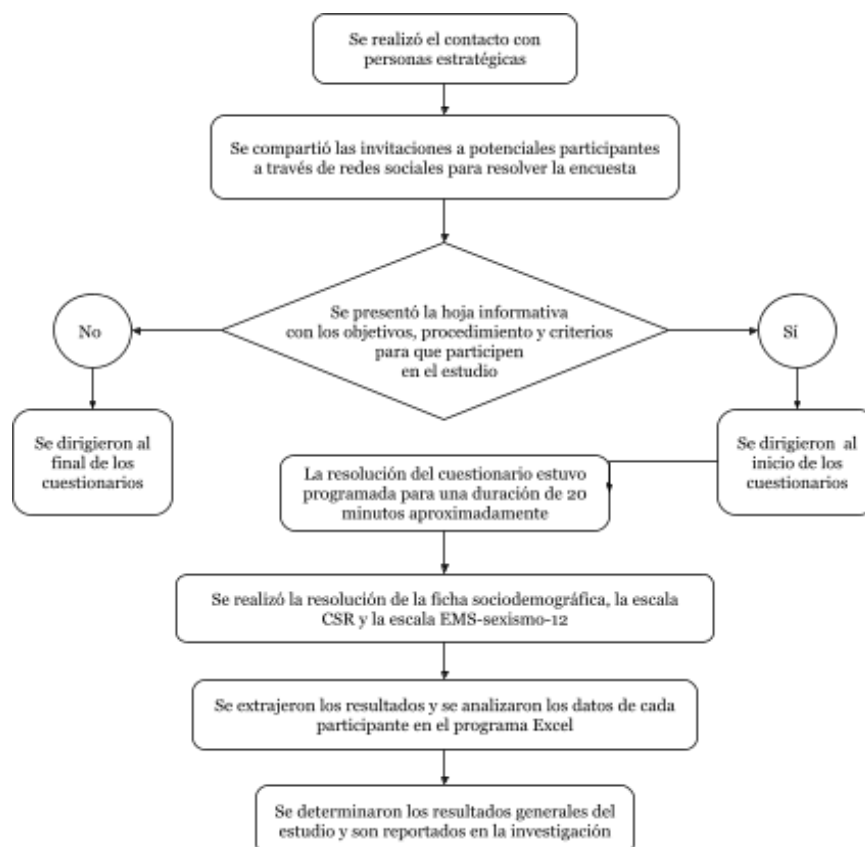 Se realizó el contacto con
personas estratégicas
Se compartió las invitaciones a potenciales participantes
a través de redes sociales para resolver la encuesta
Se presentó la hoja informativa
con los objetivos, procedimiento y criterios
para que participen
en el estudio
No
Sí
Se dirigieron al
final de los
cuestionarios
Se dirigieron al
inicio de los
cuestionarios
La resolución del cuestionario estuvo
programada para una duración de 20
minutos aproximadamente
Se realizó la resolución de la ficha sociodemográfica, la escala
CSR y la escala EMS-sexismo-12
Se extrajeron los resultados y se analizaron los datos de cada
participante en el programa Excel
Se determinaron los resultados generales del
estudio y son reportados en la investigación